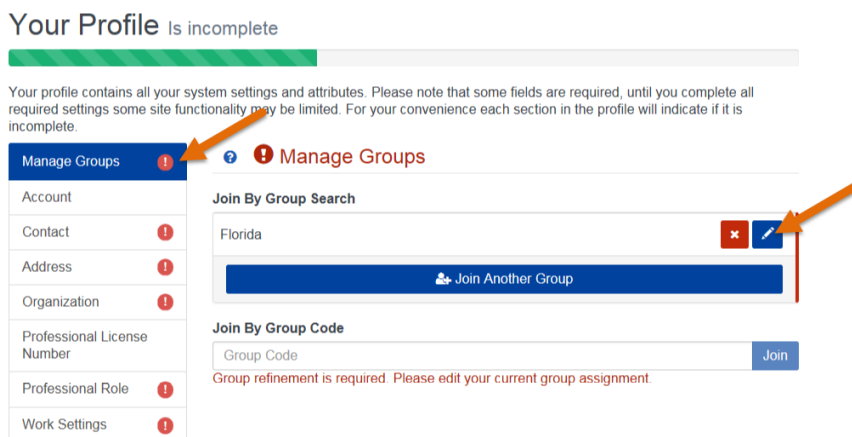 Your Profile Is incomplete
Your profile contains all your system settings and attributes. Please note that some fields are required, until you complete all
required settings some site functionality may be limited. For your convenience each section in the profile will indicate if it is
incomplete.
Manage Groups
Account
Contact
Address
Organization
Professional License
Number
Professional Role
Work Settings
Manage Groups
Join By Group Search
Florida
Join Another Group
Join By Group Code
Group Code
Join
Group refinement is required. Please edit your current group assignment.